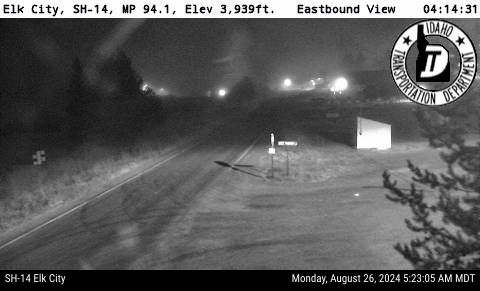 Elk City, SH-14, MP 94.1, Elev 3,939ft. Eastbound View 04:14:31
IDAHO
TRANSPORTATION DEPARTMENT
SH-14 Elk City Monday, August 26, 2024 5:23:05 AM MDT